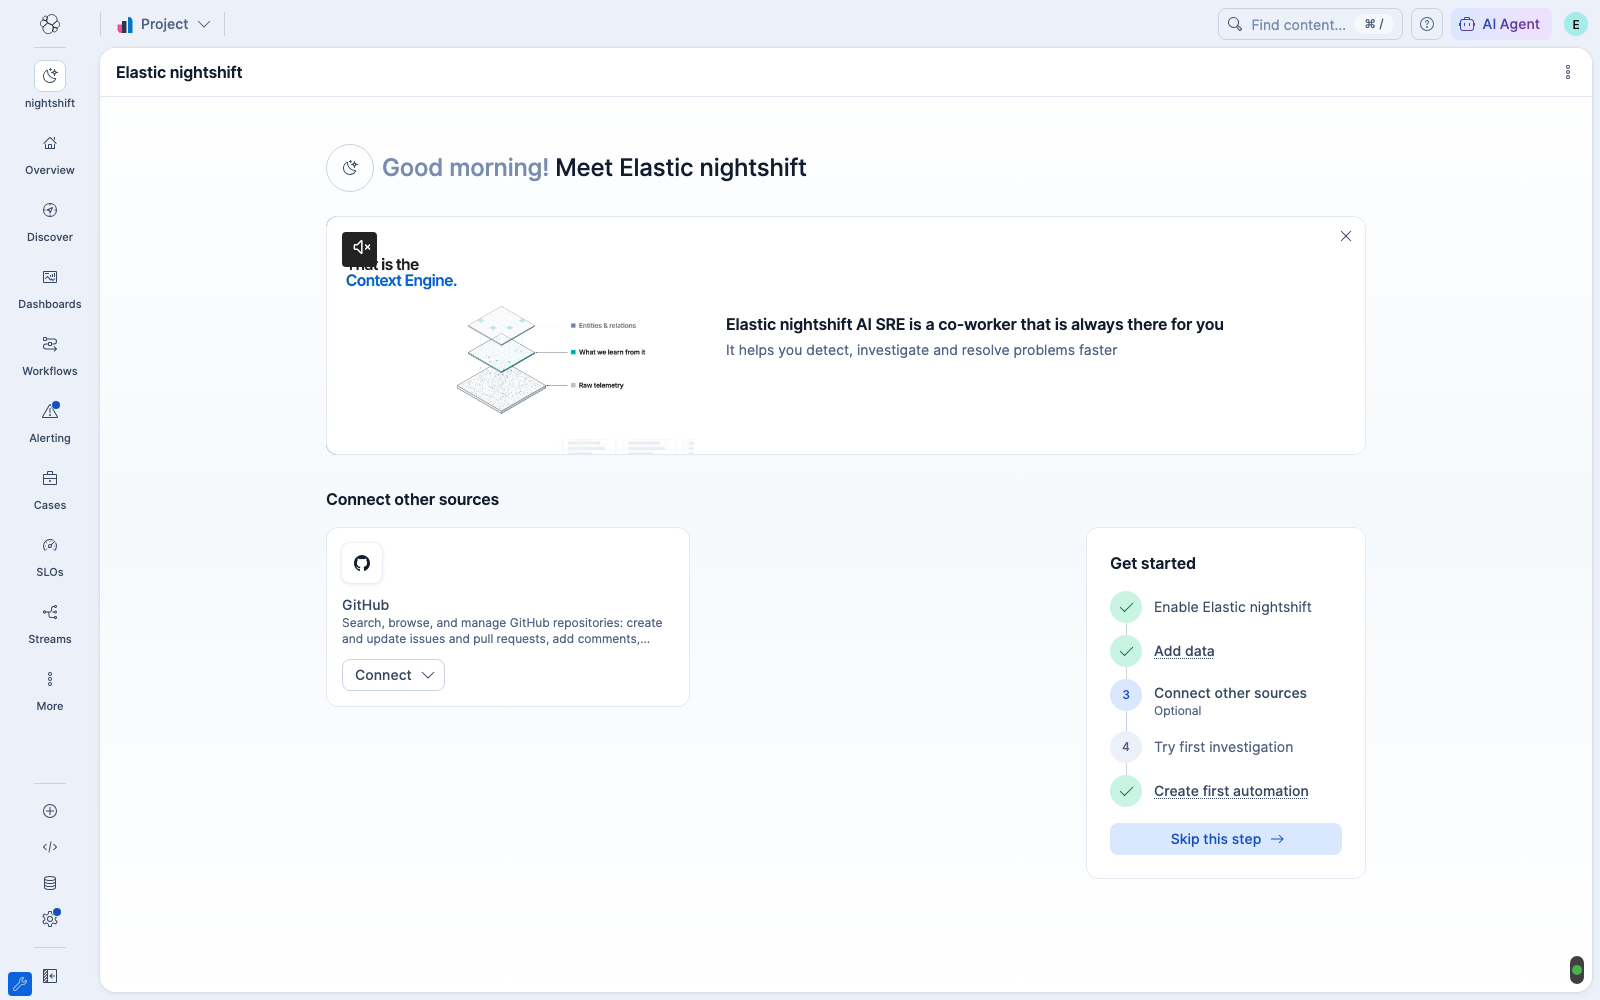 Project
Find content...
⌘ /
AI Agent
E
nightshift
Overview
Discover
Dashboards
Workflows
Alerting
Cases
SLOs
Streams
More
Elastic nightshift
Good morning! Meet Elastic nightshift
is the
Context Engine.
Entities & relations
What we learn from it
Raw telemetry
Elastic nightshift AI SRE is a co-worker that is always there for you
It helps you detect, investigate and resolve problems faster
Connect other sources
GitHub
Search, browse, and manage GitHub repositories: create
and update issues and pull requests, add comments,...
Connect
Get started
Enable Elastic nightshift
Add data
3
Connect other sources
Optional
4
Try first investigation
Create first automation
Skip this step